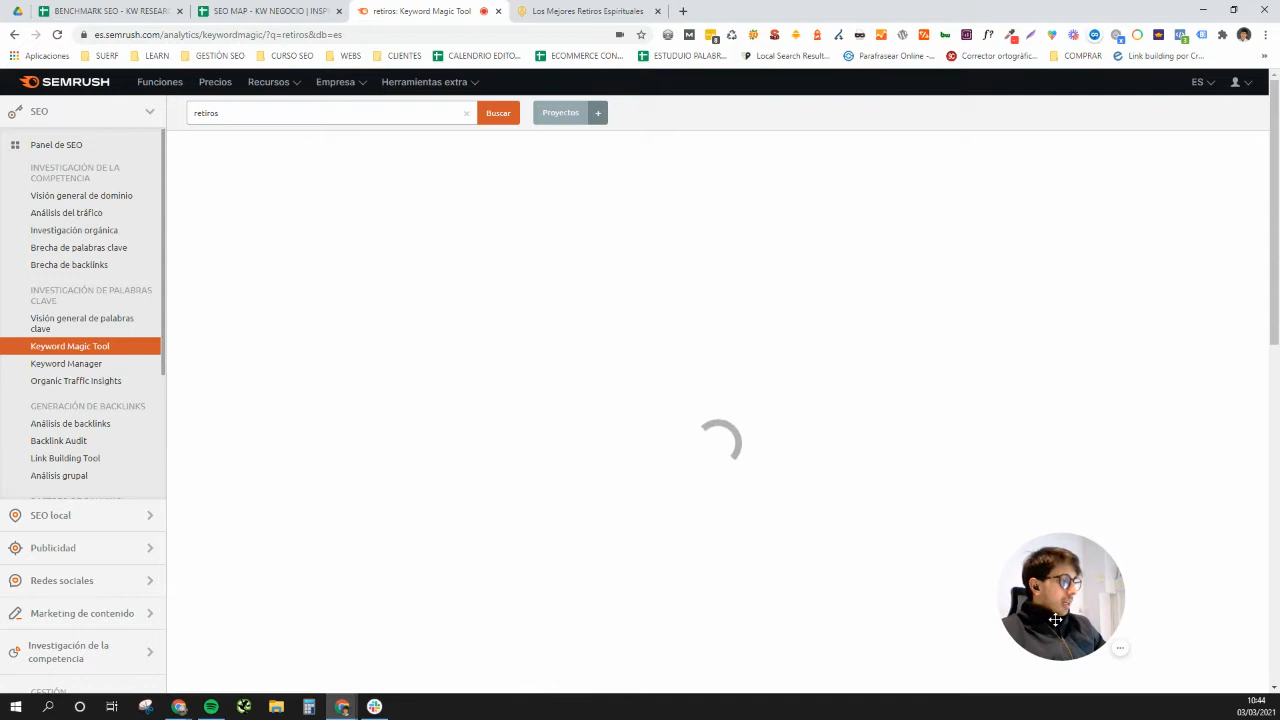 BENCHMARK SEO - KW RESEARC
SEO MAP - KW NEGOCIO | INSPI
retiros: Keyword Magic Tool
Los Mejores Retiros Espirituales
es.semrush.com/analytics/keywordmagic/?q=retiros&db=es
Aplicaciones
SUERF
LEARN
GESTIÓN SEO
CURSO SEO
WEBS
CLIENTES
CALENDARIO EDITO...
ECOMMERCE CON...
ESTUDUIO PALABR...
Local Search Result...
Parafrasear Online -...
Corrector ortográfic...
COMPRAR
Link building por Cr...
SEMRUSH
Funciones
Precios
Recursos
Empresa
Herramientas extra
ES
SEO
retiros
Buscar
Proyectos
+
Panel de SEO
INVESTIGACIÓN DE LA
COMPETENCIA
Visión general de dominio
Análisis del tráfico
Investigación orgánica
Brecha de palabras clave
Brecha de backlinks
INVESTIGACIÓN DE PALABRAS
CLAVE
Visión general de palabras
clave
Keyword Magic Tool
Keyword Manager
Organic Traffic Insights
GENERACIÓN DE BACKLINKS
Análisis de backlinks
Backlink Audit
Link Building Tool
Análisis grupal
SEO local
Publicidad
Redes sociales
Marketing de contenido
Investigación de la
competencia
GESTIÓN
10:44
03/03/2021